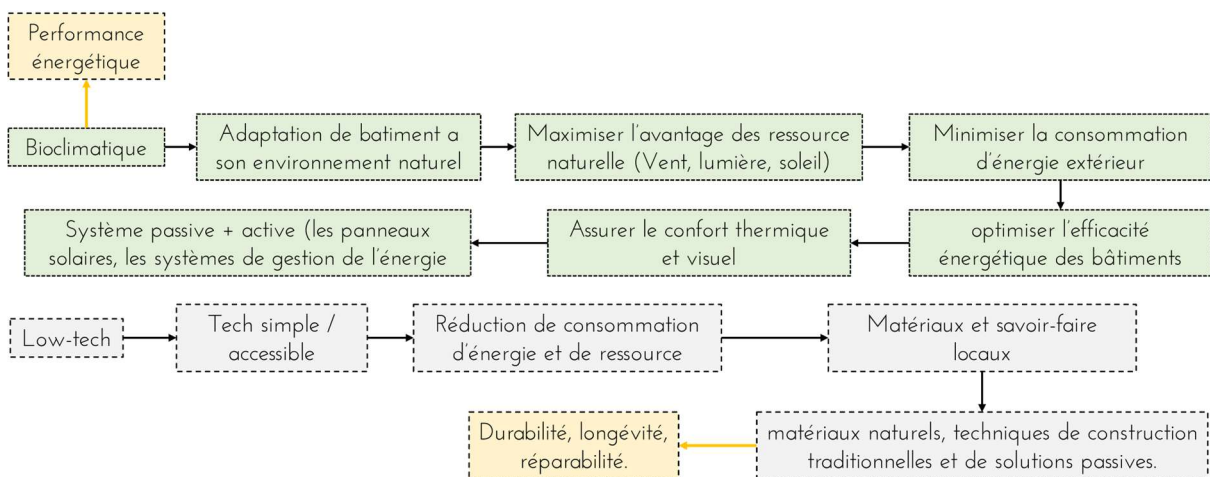 Performance
énergétique
Bioclimatique
Adaptation de batiment a
son environnement naturel
Maximiser l'avantage des ressource
naturelle (Vent, lumière, soleil)
Minimiser la consommation
d'énergie extérieur
optimiser l'efficacité
énergétique des bâtiments
Assurer le confort thermique
et visuel
Système passive + active (les panneaux
solaires, les systèmes de gestion de l'énergie
Low-tech
Tech simple /
accessible
Réduction de consommation
d'énergie et de ressource
Matériaux et savoir-faire
locaux
matériaux naturels, techniques de construction
traditionnelles et de solutions passives.
Durabilité, longévité,
réparabilité.